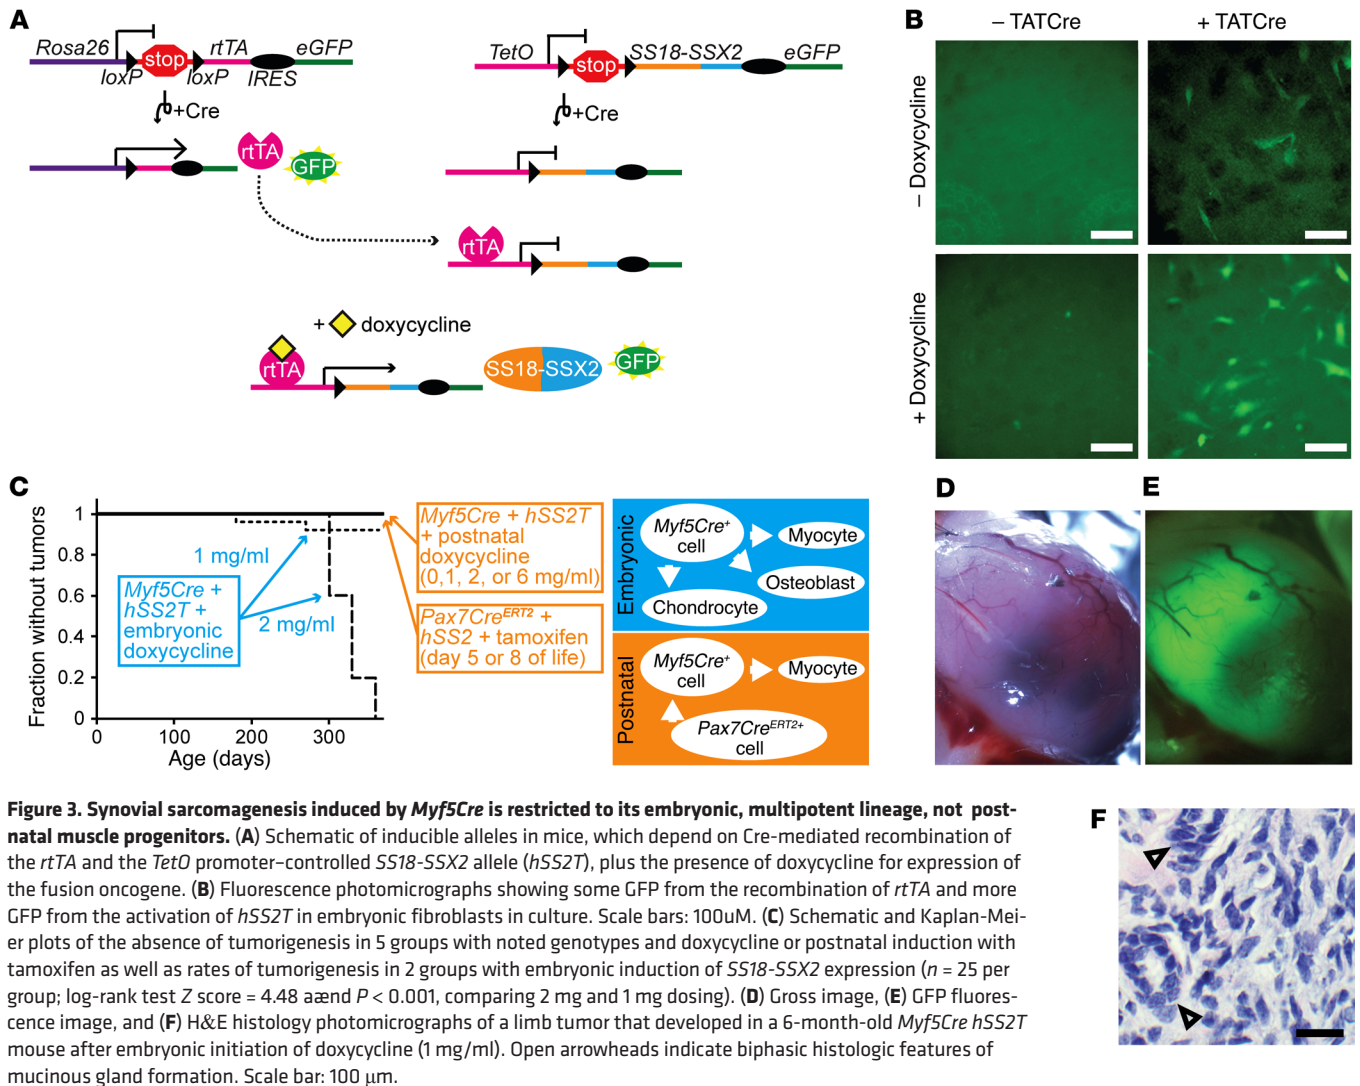 A
Rosa26
stop
rtTA
eGFP
loxP
loxP
IRES
+Cre
rtTA
GFP
TetO
stop
SS18-SSX2
eGFP
+Cre
rtTA
+ doxycycline
rtTA
SS18-SSX2
GFP
B
– TATCre
+ TATCre
– Doxycycline
+ Doxycycline
C
Fraction without tumors
1
0.8
0.6
0.4
0.2
0
0
100
200
300
Age (days)
1 mg/ml
2 mg/ml
Myf5Cre +
hSS2T +
embryonic
doxycycline
Myf5Cre + hSS2T
+ postnatal
doxycycline
(0,1, 2, or 6 mg/ml)
Pax7Cre^ERT2 +
hSS2 + tamoxifen
(day 5 or 8 of life)
Embryonic
Myf5Cre⁺
cell
Myocyte
Osteoblast
Chondrocyte
Postnatal
Myf5Cre⁺
cell
Myocyte
Pax7Cre^ERT2+
cell
D
E
F
Figure 3. Synovial sarcomagenesis induced by Myf5Cre is restricted to its embryonic, multipotent lineage, not post-
natal muscle progenitors. (A) Schematic of inducible alleles in mice, which depend on Cre-mediated recombination of
the rtTA and the TetO promoter–controlled SS18-SSX2 allele (hSS2T), plus the presence of doxycycline for expression of
the fusion oncogene. (B) Fluorescence photomicrographs showing some GFP from the recombination of rtTA and more
GFP from the activation of hSS2T in embryonic fibroblasts in culture. Scale bars: 100uM. (C) Schematic and Kaplan-Mei-
er plots of the absence of tumorigenesis in 5 groups with noted genotypes and doxycycline or postnatal induction with
tamoxifen as well as rates of tumorigenesis in 2 groups with embryonic induction of SS18-SSX2 expression (n = 25 per
group; log-rank test Z score = 4.48 aænd P < 0.001, comparing 2 mg and 1 mg dosing). (D) Gross image, (E) GFP fluores-
cence image, and (F) H&E histology photomicrographs of a limb tumor that developed in a 6-month-old Myf5Cre hSS2T
mouse after embryonic initiation of doxycycline (1 mg/ml). Open arrowheads indicate biphasic histologic features of
mucinous gland formation. Scale bar: 100 μm.